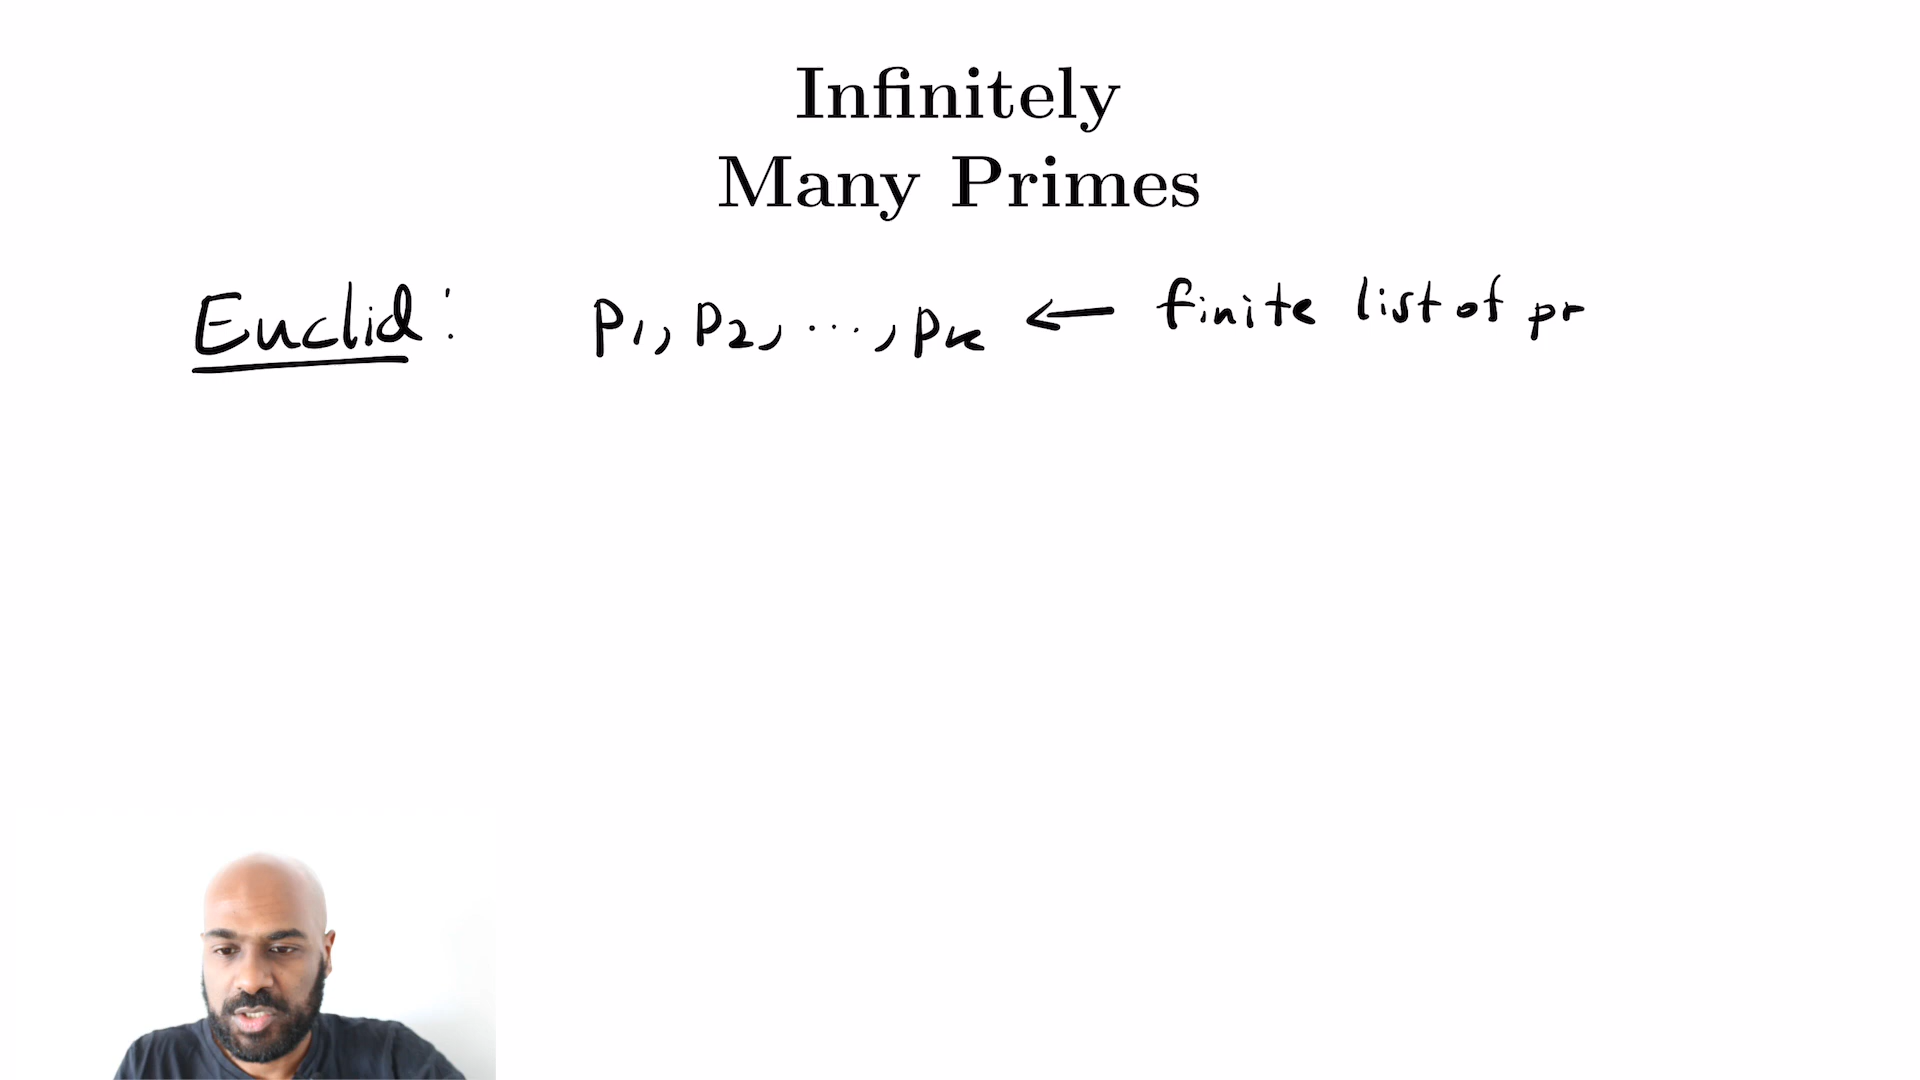 Infinitely
Many Primes
Euclid: p₁, p₂, ..., pₖ ← finite list of pr